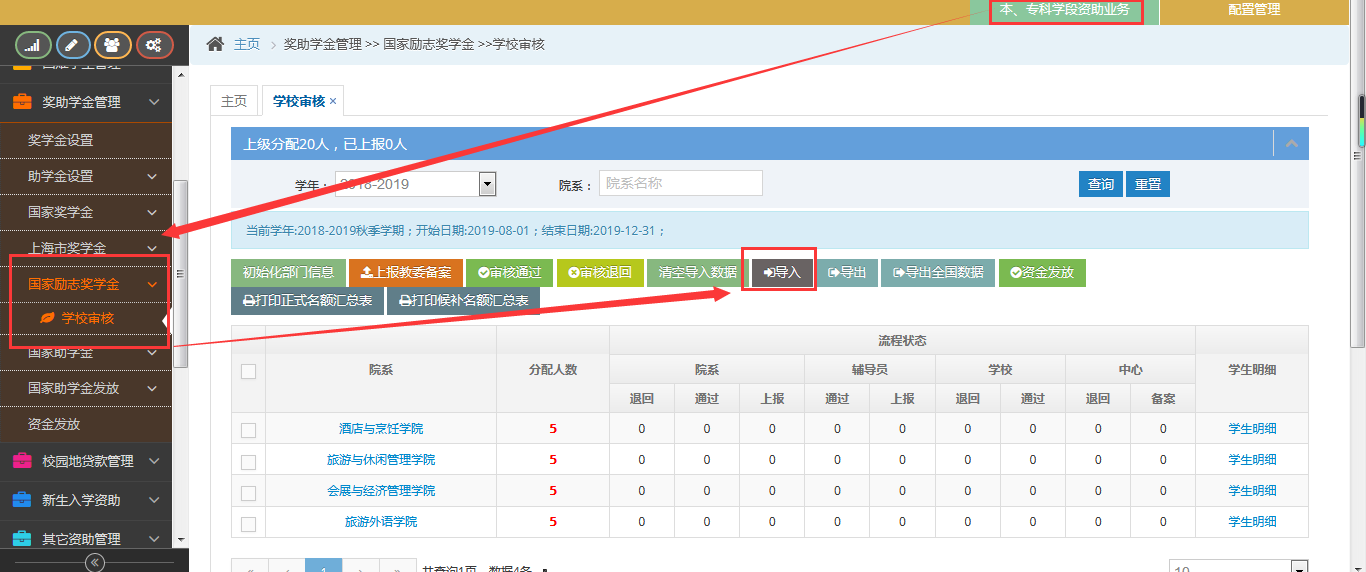 本、专科学段资助业务
配置管理
主页 > 奖助学金管理 >> 国家励志奖学金 >>学校审核
困难学生管理
奖助学金管理
奖学金设置
助学金设置
国家奖学金
上海市奖学金
国家励志奖学金
学校审核
国家助学金
国家助学金发放
资金发放
校园地贷款管理
新生入学资助
其它资助管理
主页
学校审核 ×
上级分配20人，已上报0人
学年： 2018-2019 院系： 院系名称 查询 重置
当前学年:2018-2019秋季学期；开始日期:2019-08-01；结束日期:2019-12-31；
初始化部门信息 上报教委备案 审核通过 审核退回 清空导入数据 导入 导出 导出全国数据 资金发放
打印正式名额汇总表 打印候补名额汇总表
流程状态
院系 分配人数 院系 辅导员 学校 中心 学生明细
退回 通过 上报 通过 上报 退回 通过 退回 备案
酒店与烹饪学院 5 0 0 0 0 0 0 0 0 0 学生明细
旅游与休闲管理学院 5 0 0 0 0 0 0 0 0 0 学生明细
会展与经济管理学院 5 0 0 0 0 0 0 0 0 0 学生明细
旅游外语学院 5 0 0 0 0 0 0 0 0 0 学生明细
« ‹ 1 › » 共查询1页，数据4条 10